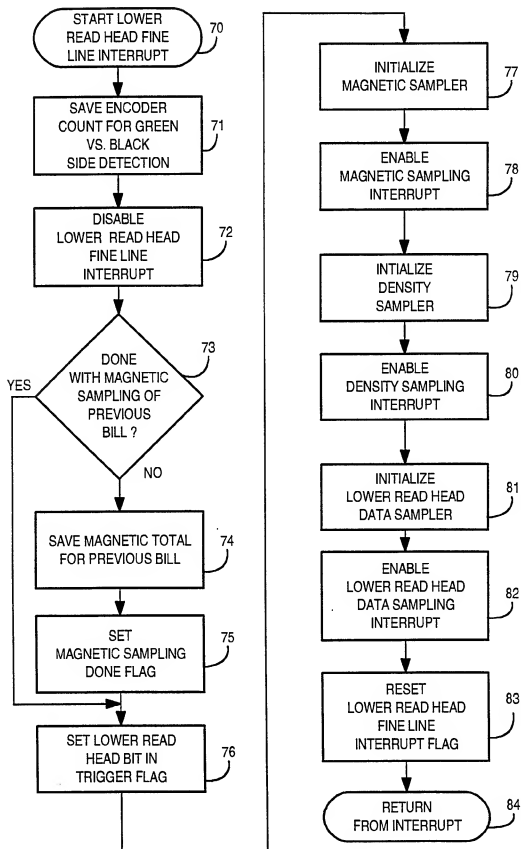 START LOWER
READ HEAD FINE
LINE INTERRUPT
70
SAVE ENCODER
COUNT FOR GREEN
VS. BLACK
SIDE DETECTION
71
DISABLE
LOWER READ HEAD
FINE LINE
INTERRUPT
72
DONE
WITH MAGNETIC
SAMPLING OF
PREVIOUS
BILL ?
73
YES
NO
SAVE MAGNETIC TOTAL
FOR PREVIOUS BILL
74
SET
MAGNETIC SAMPLING
DONE FLAG
75
SET LOWER READ
HEAD BIT IN
TRIGGER FLAG
76
INITIALIZE
MAGNETIC SAMPLER
77
ENABLE
MAGNETIC SAMPLING
INTERRUPT
78
INTIALIZE
DENSITY
SAMPLER
79
ENABLE
DENSITY SAMPLING
INTERRUPT
80
INITIALIZE
LOWER READ HEAD
DATA SAMPLER
81
ENABLE
LOWER READ HEAD
DATA SAMPLING
INTERRUPT
82
RESET
LOWER READ HEAD
FINE LINE
INTERRUPT FLAG
83
RETURN
FROM INTERRUPT
84